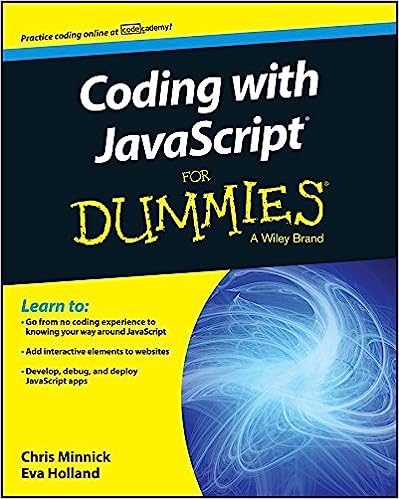 Practice coding online at codecademy!
Coding with
JavaScript®
FOR
DUMMIES®
A Wiley Brand
Learn to:
• Go from no coding experience to
knowing your way around JavaScript
• Add interactive elements to websites
• Develop, debug, and deploy
JavaScript apps
Chris Minnick
Eva Holland